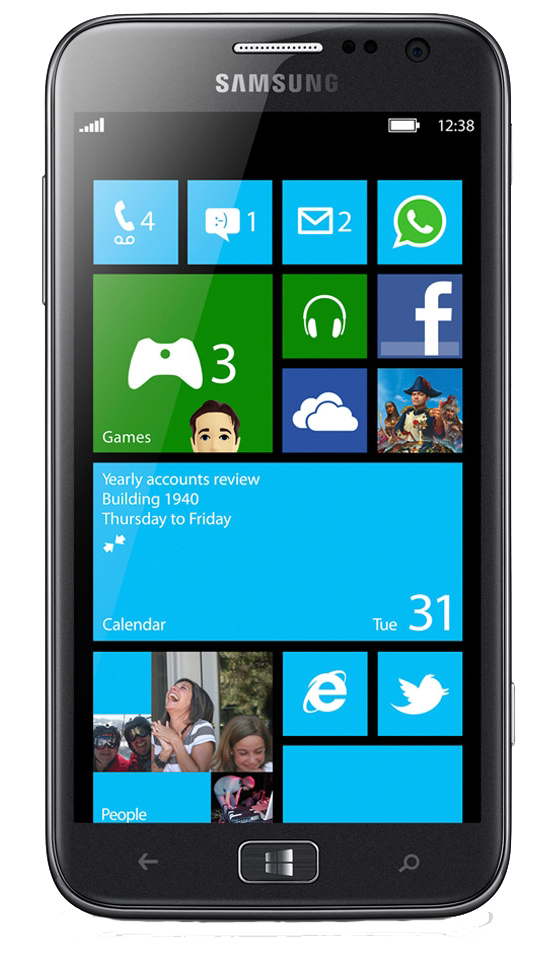 SAMSUNG
12:38
4
1
2
3
Games
Yearly accounts review
Building 1940
Thursday to Friday
Calendar
Tue 31
People